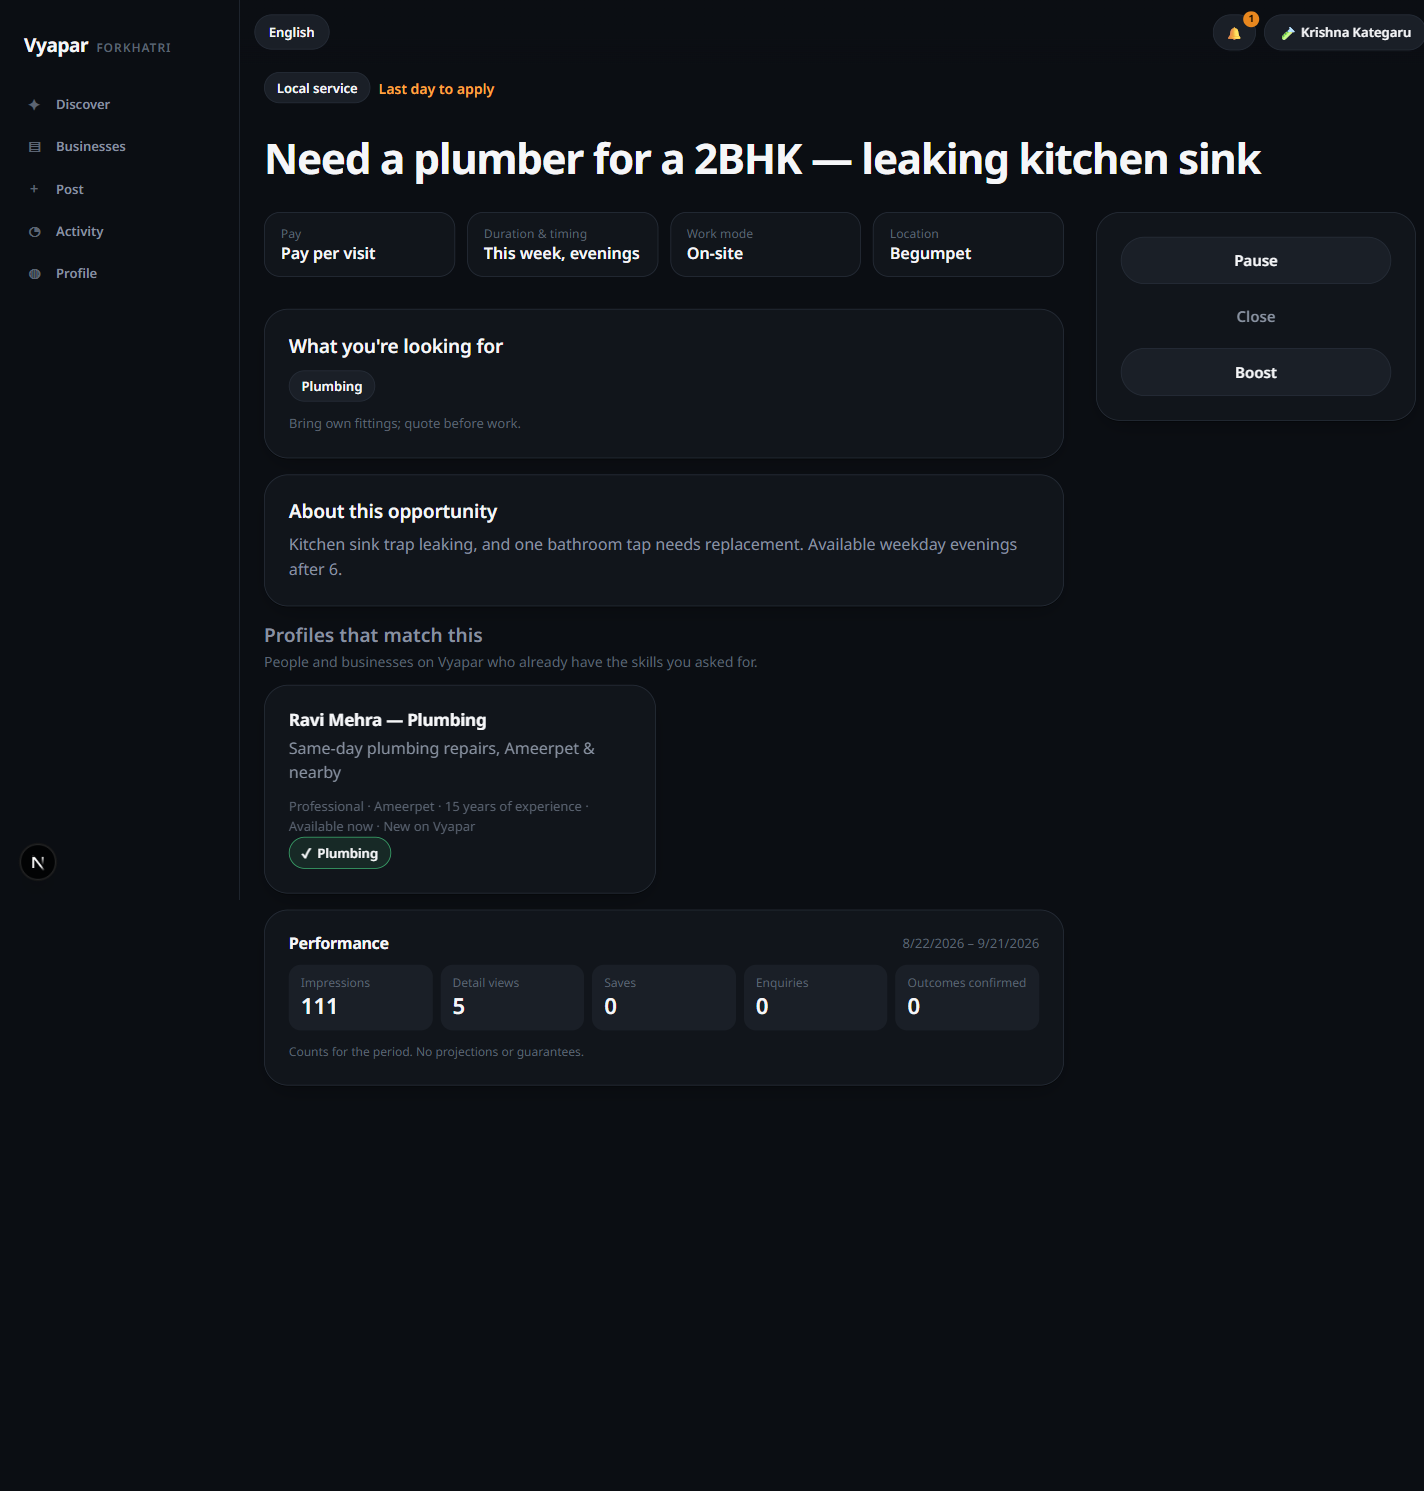 Vyapar FORKHATRI
Discover
Businesses
Post
Activity
Profile
English
1
Krishna Kategaru
Local service
Last day to apply
Need a plumber for a 2BHK — leaking kitchen sink
Pay
Pay per visit
Duration & timing
This week, evenings
Work mode
On-site
Location
Begumpet
Pause
Close
Boost
What you're looking for
Plumbing
Bring own fittings; quote before work.
About this opportunity
Kitchen sink trap leaking, and one bathroom tap needs replacement. Available weekday evenings
after 6.
Profiles that match this
People and businesses on Vyapar who already have the skills you asked for.
Ravi Mehra — Plumbing
Same-day plumbing repairs, Ameerpet &
nearby
Professional · Ameerpet · 15 years of experience ·
Available now · New on Vyapar
✓ Plumbing
N
Performance
8/22/2026 – 9/21/2026
Impressions
111
Detail views
5
Saves
0
Enquiries
0
Outcomes confirmed
0
Counts for the period. No projections or guarantees.